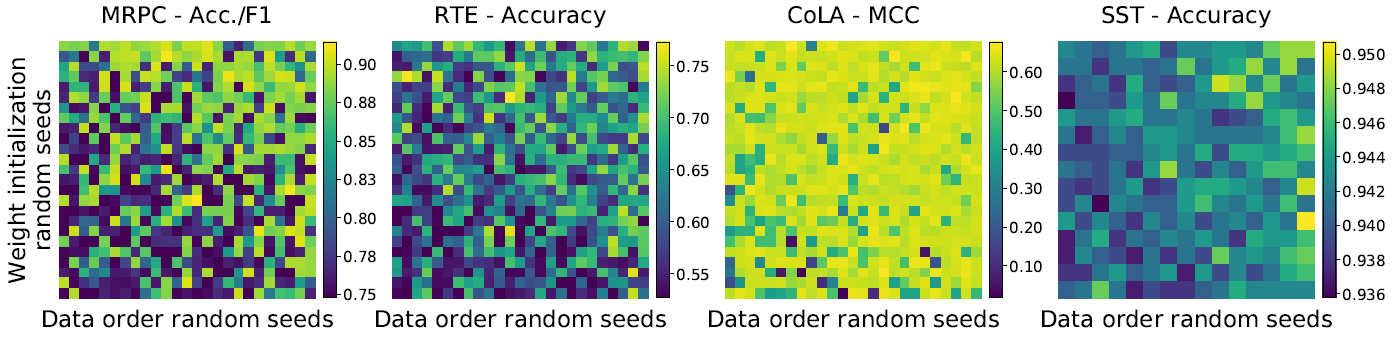 MRPC - Acc./F1
RTE - Accuracy
CoLA - MCC
SST - Accuracy
Weight initialization
random seeds
0.90
0.88
0.85
0.83
0.80
0.78
0.75
0.75
0.70
0.65
0.60
0.55
0.60
0.50
0.40
0.30
0.20
0.10
0.950
0.948
0.946
0.944
0.942
0.940
0.938
0.936
Data order random seeds
Data order random seeds
Data order random seeds
Data order random seeds